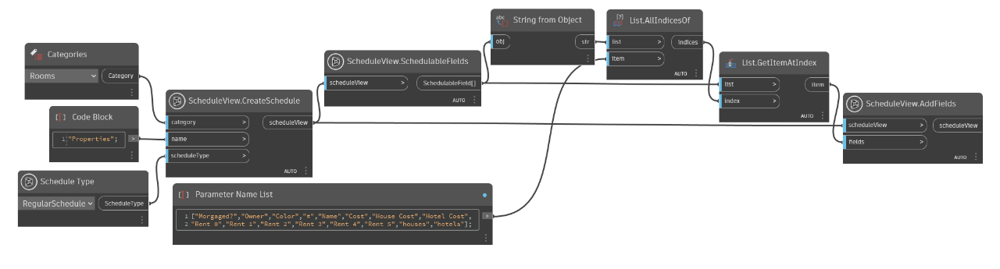 Categories
Rooms
Category
[ ] Code Block
1 "Properties";
>
Schedule Type
RegularSchedule
ScheduleType
ScheduleView.CreateSchedule
category >
scheduleView
name >
scheduleType >
AUTO
[ ] Parameter Name List
>
1 ["Morgaged?","Owner","Color","#","Name","Cost","House Cost","Hotel Cost",
2 "Rent 0","Rent 1","Rent 2","Rent 3","Rent 4","Rent 5","houses","hotels"];
ScheduleView.SchedulableFields
scheduleView >
SchedulableField[]
AUTO
abc
String from Object
obj
str
[?]
List.AllIndicesOf
list >
indices
item >
AUTO
List.GetItemAtIndex
list >
item
index >
AUTO
ScheduleView.AddFields
scheduleView >
scheduleView
fields >
AUTO